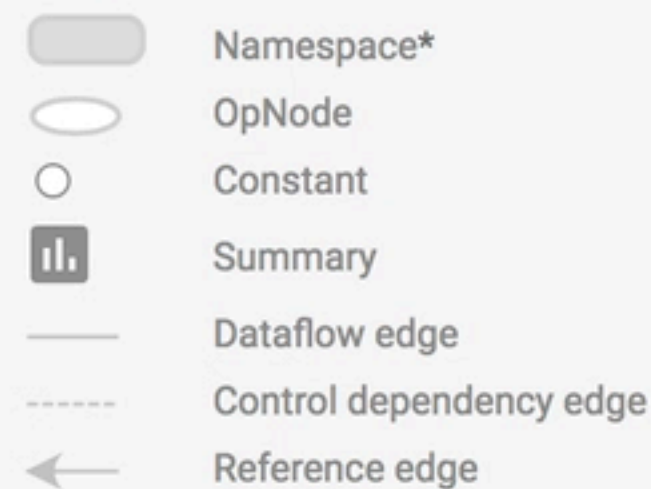 Namespace*
OpNode
Constant
Summary
Dataflow edge
Control dependency edge
Reference edge